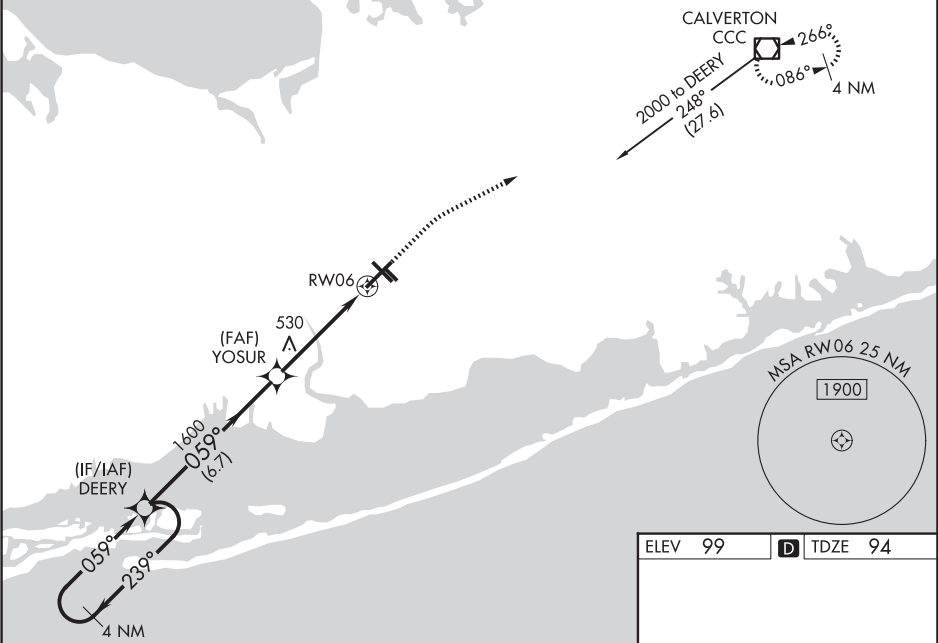 CALVERTON
CCC
266°
086°
4 NM
2000 to DEERY
248°
(27.6)
RW06
530
(FAF)
YOSUR
MSA RW06 25 NM
1900
1600
059°
(6.7)
(IF/IAF)
DEERY
059°
239°
4 NM
ELEV 99 D TDZE 94